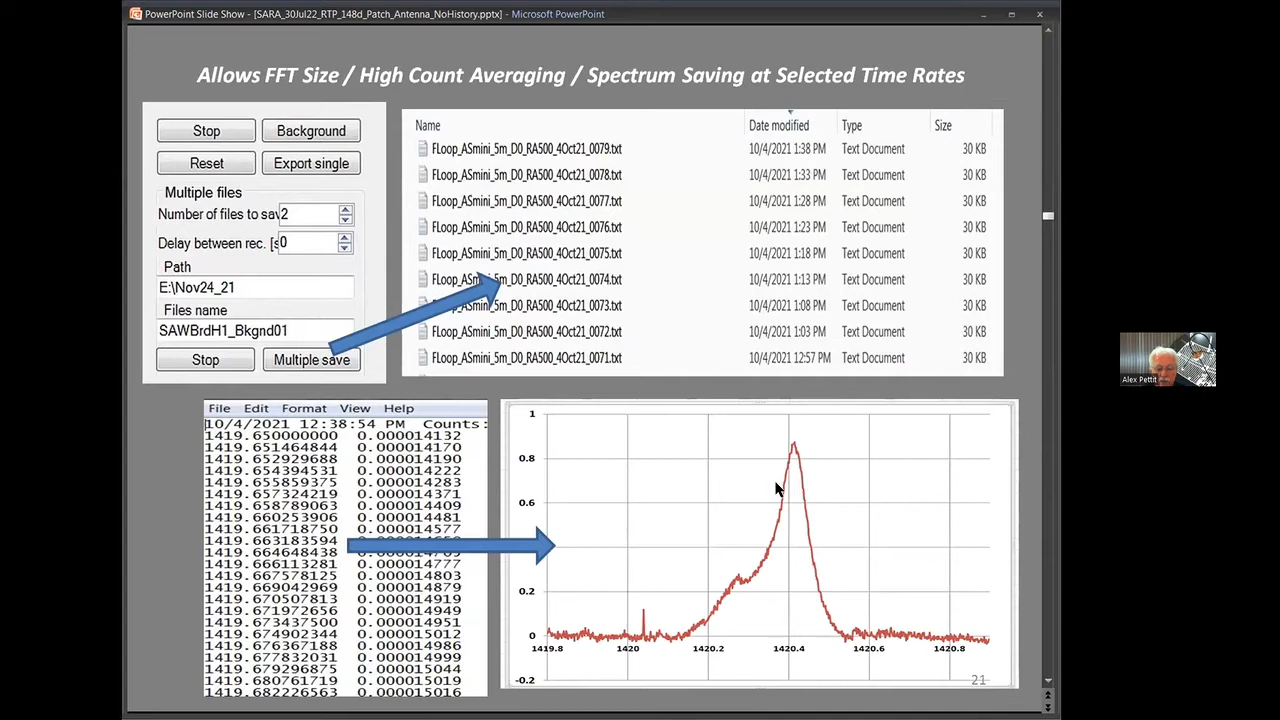 PowerPoint Slide Show - [SARA_30Jul22_RTP_148d_Patch_Antenna_NoHistory.pptx] - Microsoft PowerPoint
Allows FFT Size / High Count Averaging / Spectrum Saving at Selected Time Rates
Stop Background
Reset Export single
Multiple files
Number of files to sav 2
Delay between rec. [s 0
Path
E:\Nov24_21
Files name
SAWBrdH1_Bkgnd01
Stop Multiple save
Name Date modified Type Size
FLoop_ASmini_5m_D0_RA500_4Oct21_0079.txt 10/4/2021 1:38 PM Text Document 30 KB
FLoop_ASmini_5m_D0_RA500_4Oct21_0078.txt 10/4/2021 1:33 PM Text Document 30 KB
FLoop_ASmini_5m_D0_RA500_4Oct21_0077.txt 10/4/2021 1:28 PM Text Document 30 KB
FLoop_ASmini_5m_D0_RA500_4Oct21_0076.txt 10/4/2021 1:23 PM Text Document 30 KB
FLoop_ASmini_5m_D0_RA500_4Oct21_0075.txt 10/4/2021 1:18 PM Text Document 30 KB
FLoop_ASmini_5m_D0_RA500_4Oct21_0074.txt 10/4/2021 1:13 PM Text Document 30 KB
FLoop_ASmini_5m_D0_RA500_4Oct21_0073.txt 10/4/2021 1:08 PM Text Document 30 KB
FLoop_ASmini_5m_D0_RA500_4Oct21_0072.txt 10/4/2021 1:03 PM Text Document 30 KB
FLoop_ASmini_5m_D0_RA500_4Oct21_0071.txt 10/4/2021 12:57 PM Text Document 30 KB
Alex Pettit
File Edit Format View Help
10/4/2021 12:38:54 PM Counts:
1419.650000000 0.000014132
1419.651464844 0.000014170
1419.652929688 0.000014190
1419.654394531 0.000014222
1419.655859375 0.000014283
1419.657324219 0.000014371
1419.658789063 0.000014409
1419.660253906 0.000014481
1419.661718750 0.000014577
1419.663183594
1419.664648438
1419.666113281 0.000014777
1419.667578125 0.000014803
1419.669042969 0.000014879
1419.670507813 0.000014919
1419.671972656 0.000014949
1419.673437500 0.000014951
1419.674902344 0.000015012
1419.676367188 0.000014986
1419.677832031 0.000014999
1419.679296875 0.000015044
1419.680761719 0.000015019
1419.682226563 0.000015016
1
0.8
0.6
0.2
0
-0.2
1419.8 1420 1420.2 1420.4 1420.6 1420.8
21